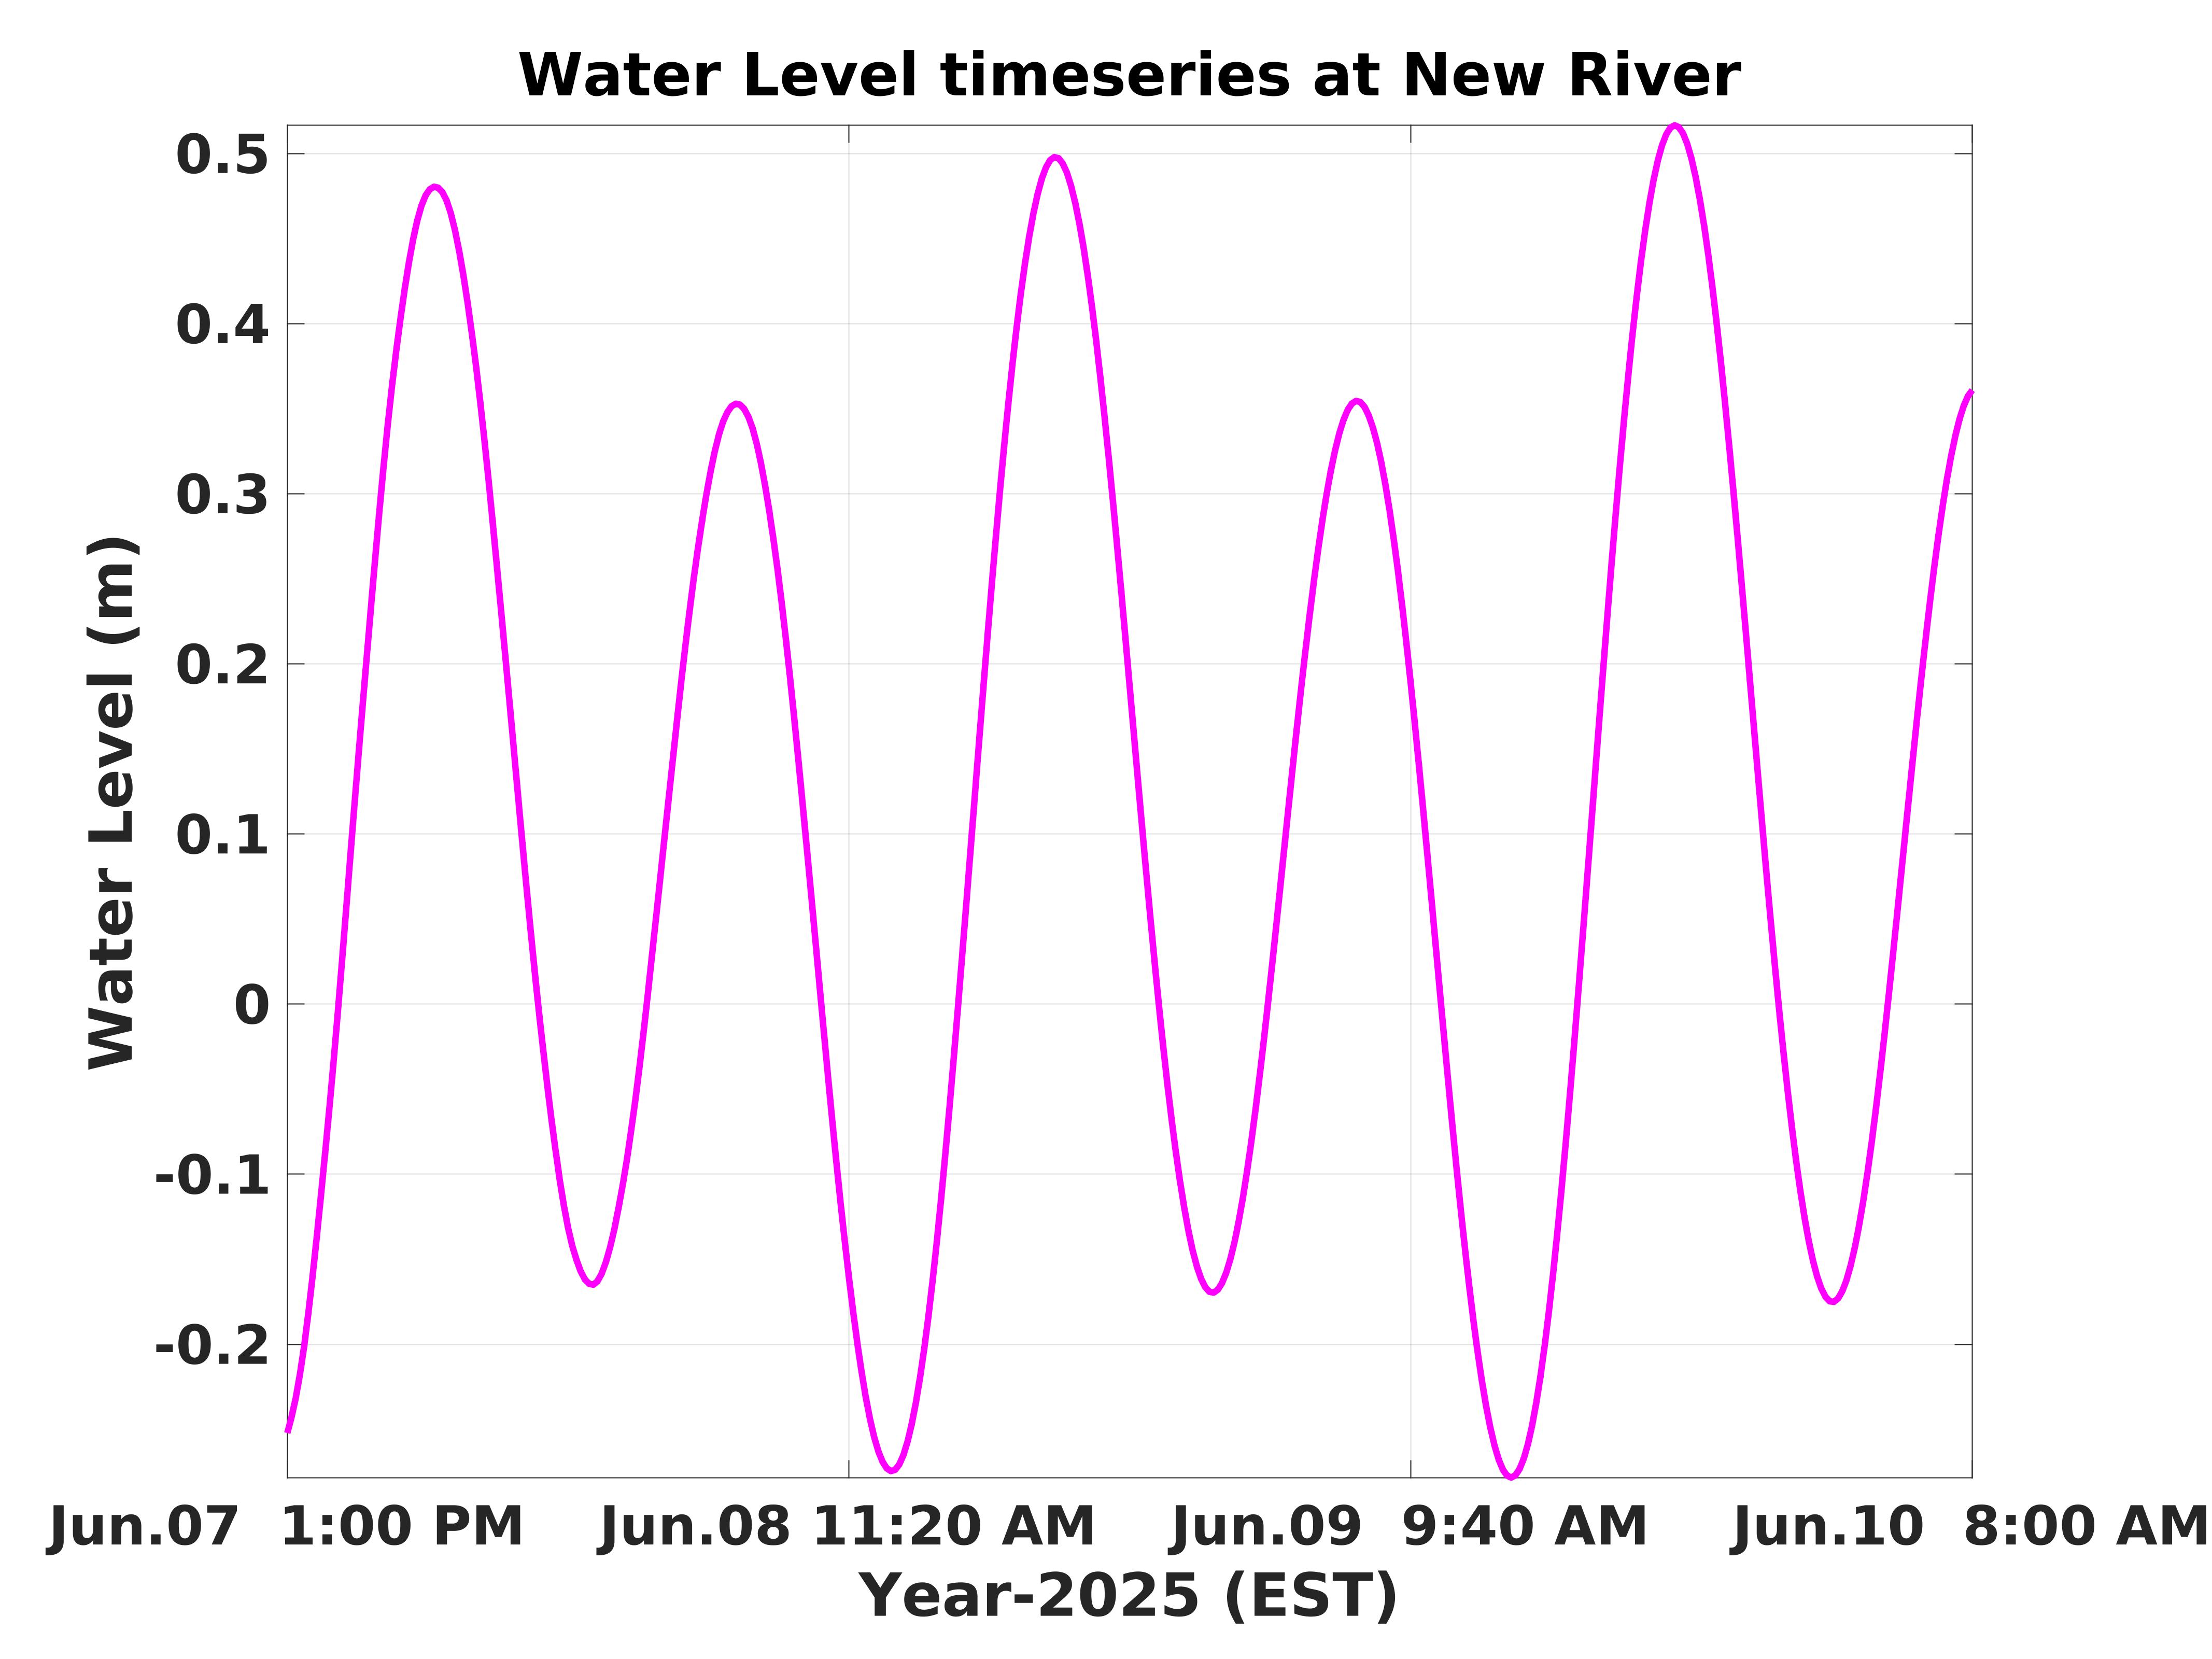 Water Level timeseries at New River
0.5
0.4
0.3
0.2
0.1
0
-0.1
-0.2
Water Level (m)
Jun.07 1:00 PM Jun.08 11:20 AM Jun.09 9:40 AM Jun.10 8:00 AM
Year-2025 (EST)